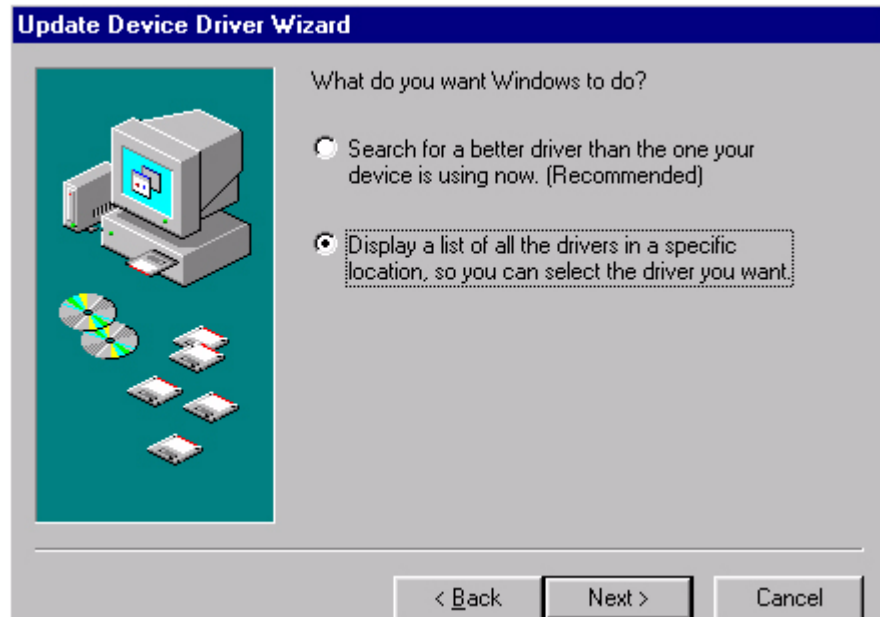 Update Device Driver Wizard
What do you want Windows to do?
Search for a better driver than the one your
device is using now. (Recommended)
Display a list of all the drivers in a specific
location, so you can select the driver you want.
< Back
Next >
Cancel